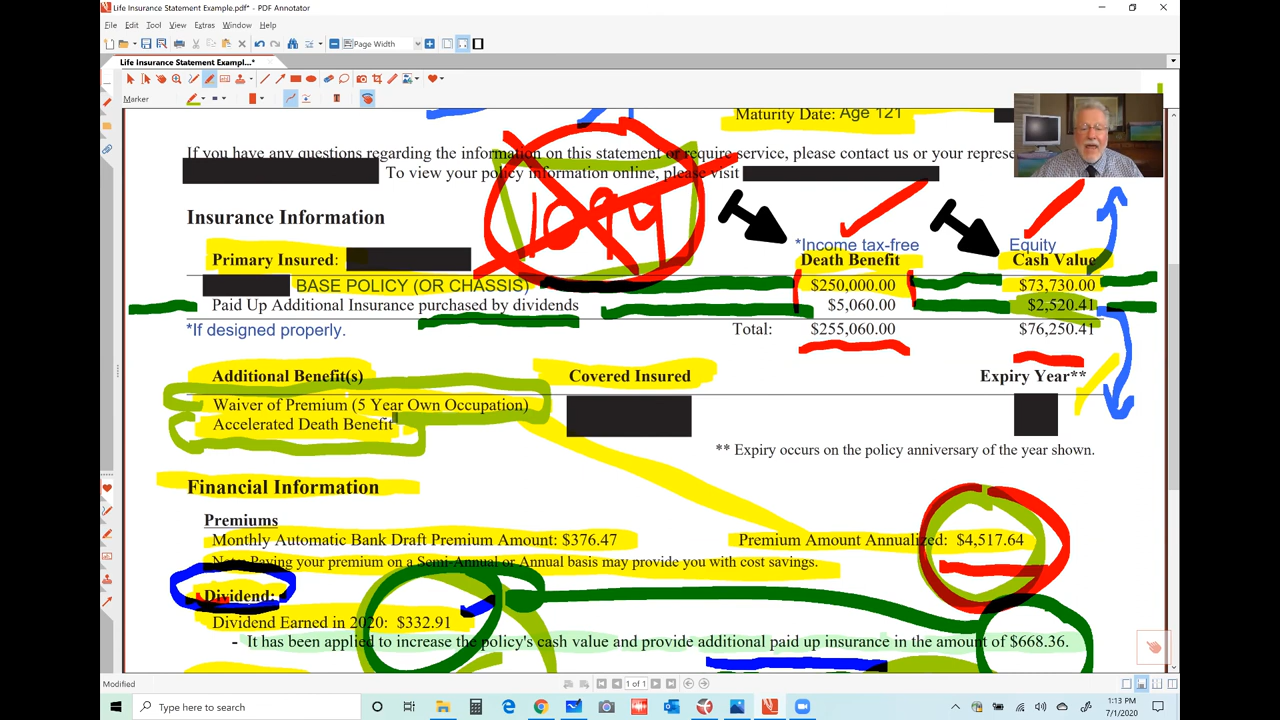 Life Insurance Statement Example.pdf* - PDF Annotator
File Edit Tool View Extras Window Help
Page Width
Life Insurance Statement Exampl...*
Marker
Maturity Date: Age 121
If you have any questions regarding the information on this statement or require service, please contact us or your repres
To view your policy information online, please visit
1099
Insurance Information
*Income tax-free Equity
Primary Insured: Death Benefit Cash Value
BASE POLICY (OR CHASSIS) $250,000.00 $73,730.00
Paid Up Additional Insurance purchased by dividends $5,060.00 $2,520.41
*If designed properly. Total: $255,060.00 $76,250.41
Additional Benefit(s) Covered Insured Expiry Year**
Waiver of Premium (5 Year Own Occupation)
Accelerated Death Benefit
** Expiry occurs on the policy anniversary of the year shown.
Financial Information
Premiums
Monthly Automatic Bank Draft Premium Amount: $376.47 Premium Amount Annualized: $4,517.64
Note: Paying your premium on a Semi-Annual or Annual basis may provide you with cost savings.
Dividend:
Dividend Earned in 2020: $332.91
- It has been applied to increase the policy's cash value and provide additional paid up insurance in the amount of $668.36.
Modified 1 of 1
Type here to search 1:13 PM
7/1/2020